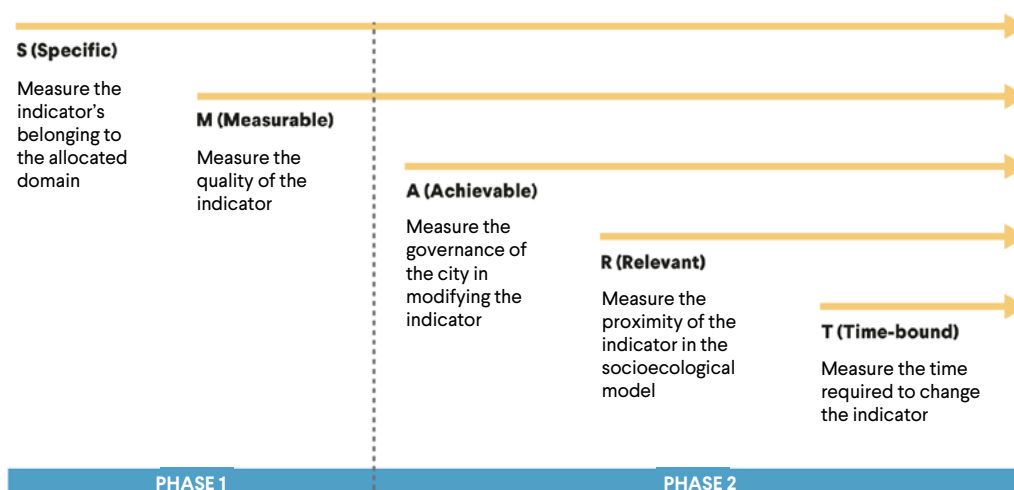 S (Specific)
Measure the
indicator's
belonging to
the allocated
domain
M (Measurable)
Measure the
quality of the
indicator
A (Achievable)
Measure the
governance of
the city in
modifying the
indicator
R (Relevant)
Measure the
proximity of the
indicator in the
socioecological
model
T (Time-bound)
Measure the time
required to change
the indicator
PHASE 1
PHASE 2